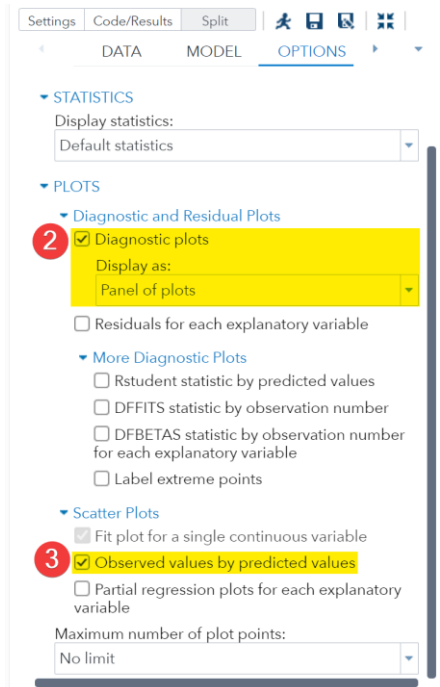 Settings Code/Results Split
DATA MODEL OPTIONS
STATISTICS
Display statistics:
Default statistics
PLOTS
Diagnostic and Residual Plots
2 Diagnostic plots
Display as:
Panel of plots
Residuals for each explanatory variable
More Diagnostic Plots
Rstudent statistic by predicted values
DFFITS statistic by observation number
DFBETAS statistic by observation number
for each explanatory variable
Label extreme points
Scatter Plots
Fit plot for a single continuous variable
3 Observed values by predicted values
Partial regression plots for each explanatory
variable
Maximum number of plot points:
No limit